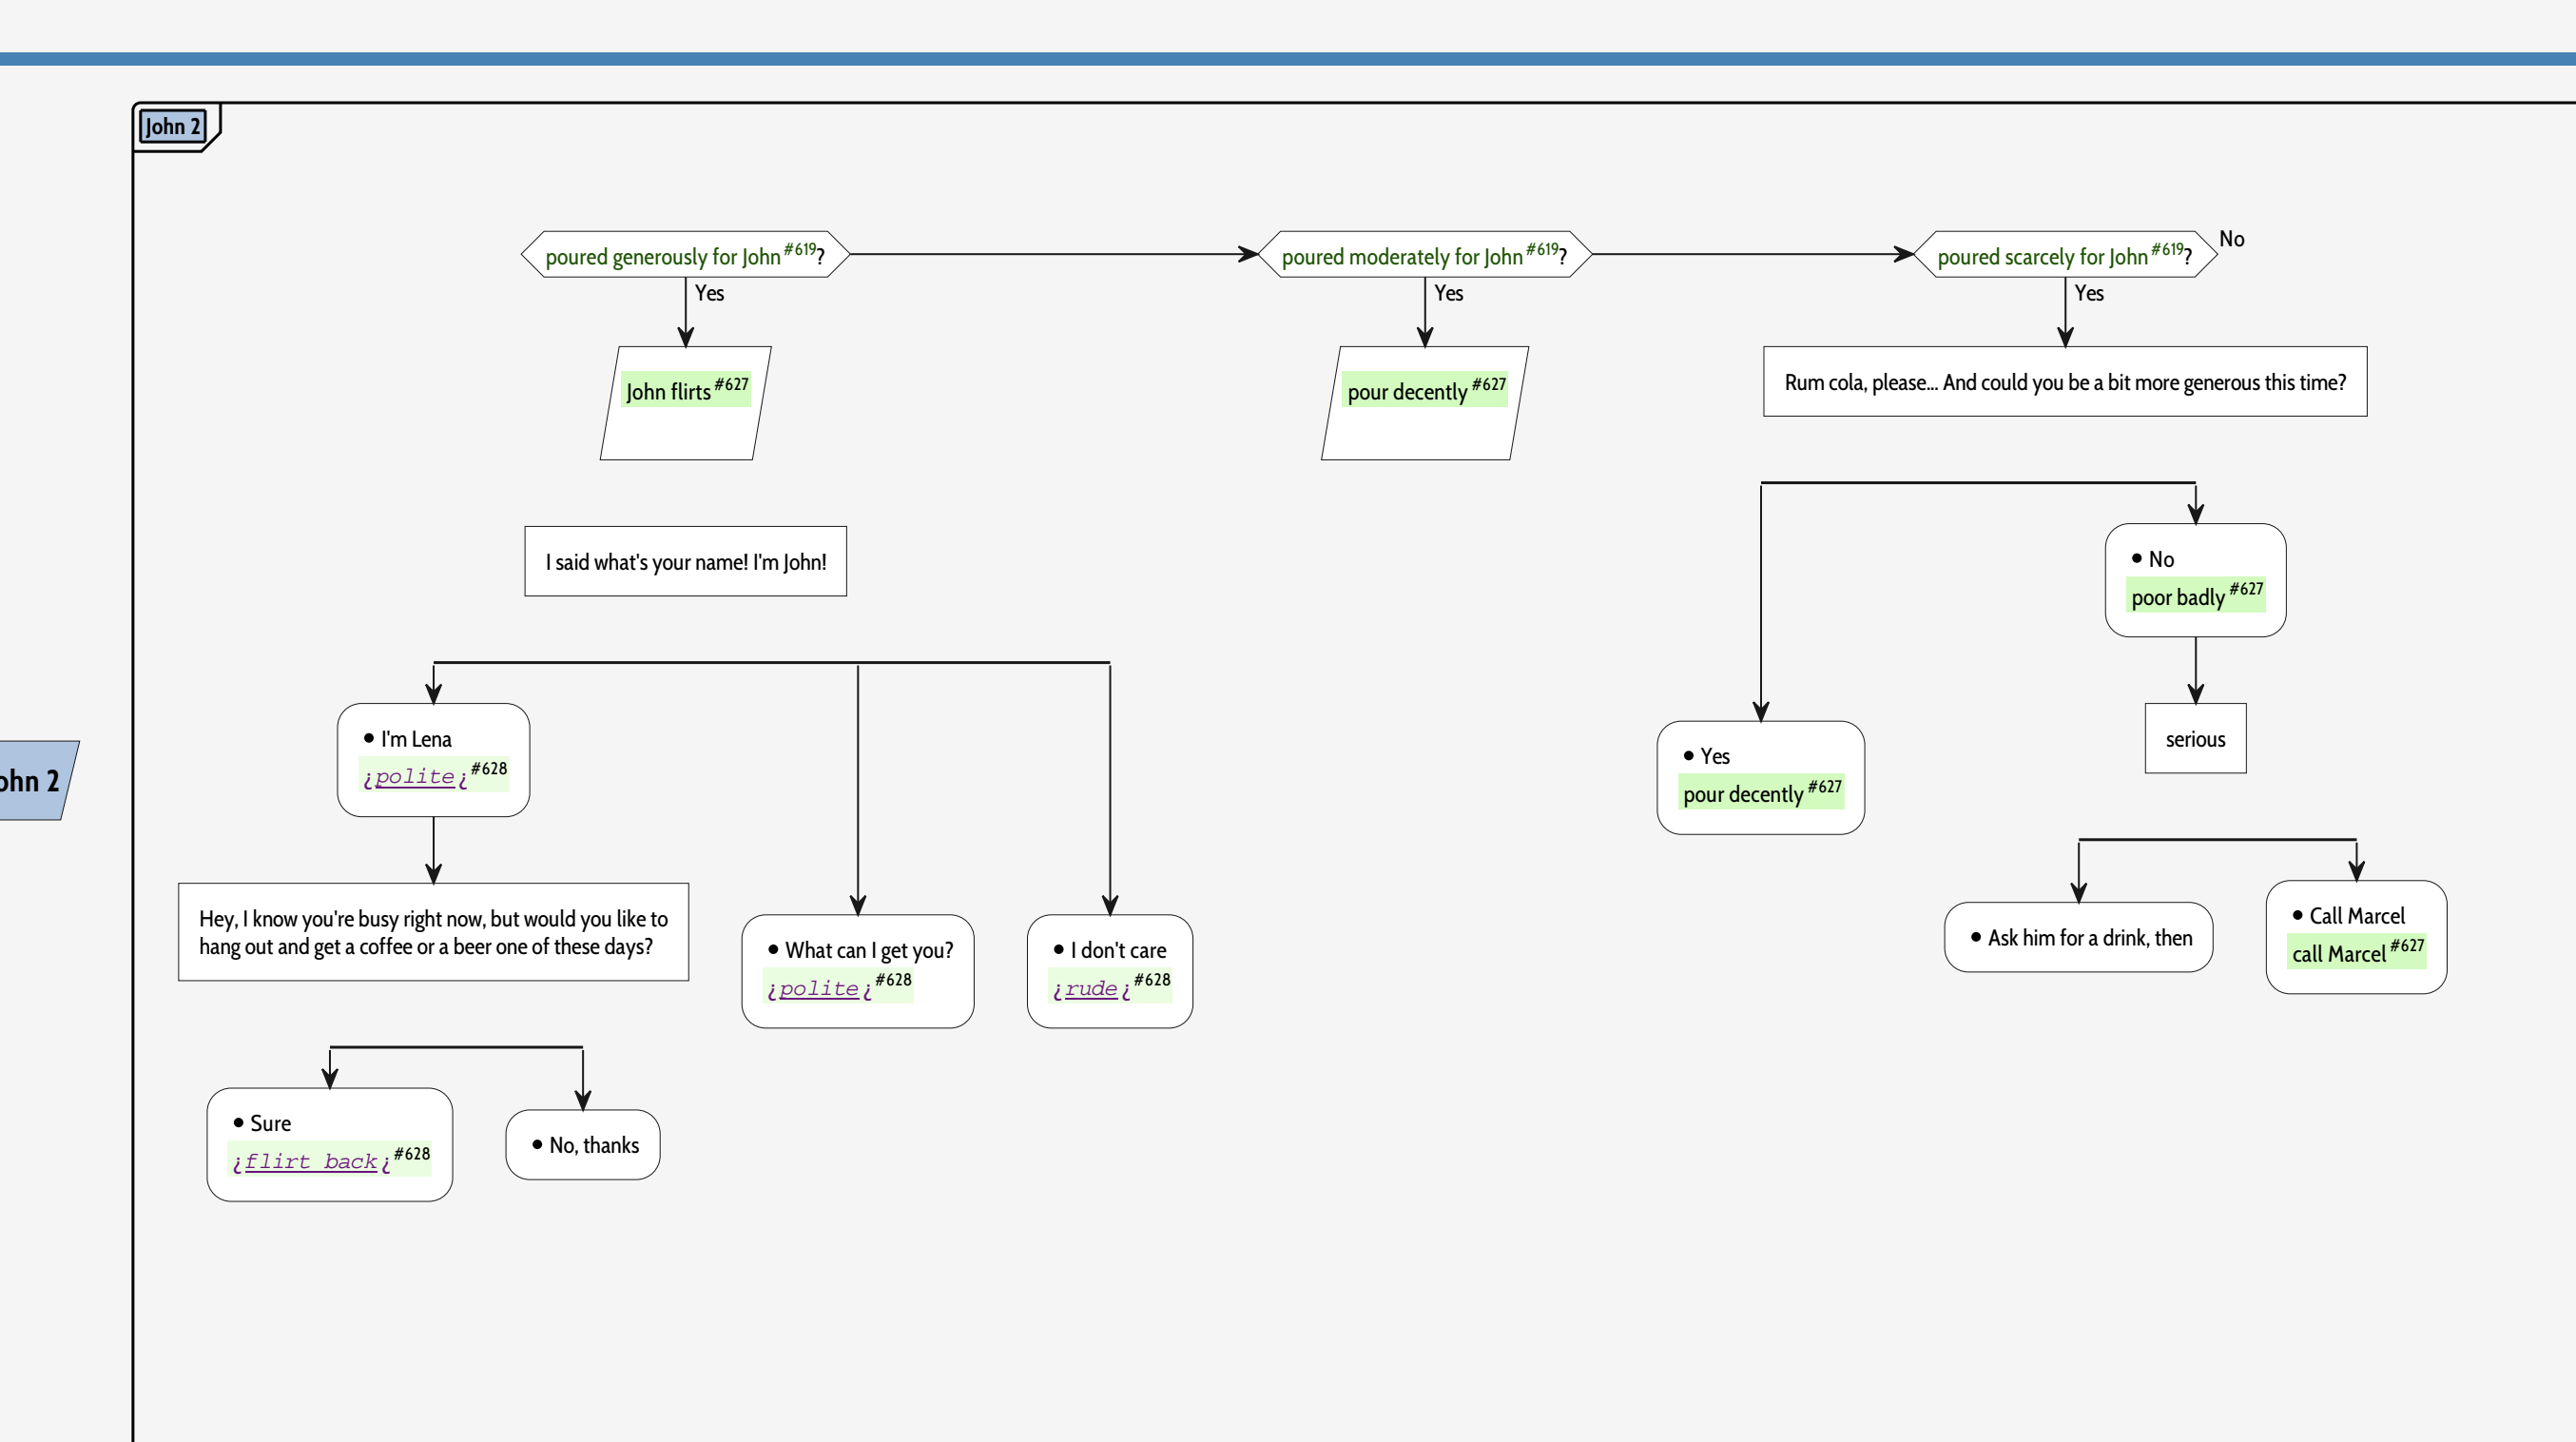 John 2
poured generously for John #619?
poured moderately for John #619?
poured scarcely for John #619?
No
Yes
Yes
Yes
John flirts #627
pour decently #627
Rum cola, please... And could you be a bit more generous this time?
I said what's your name! I'm John!
• No
poor badly #627
• I'm Lena
¿polite¿ #628
• Yes
pour decently #627
serious
ohn 2
Hey, I know you're busy right now, but would you like to
hang out and get a coffee or a beer one of these days?
• What can I get you?
¿polite¿ #628
• I don't care
¿rude¿ #628
• Ask him for a drink, then
• Call Marcel
call Marcel #627
• Sure
¿flirt back¿ #628
• No, thanks